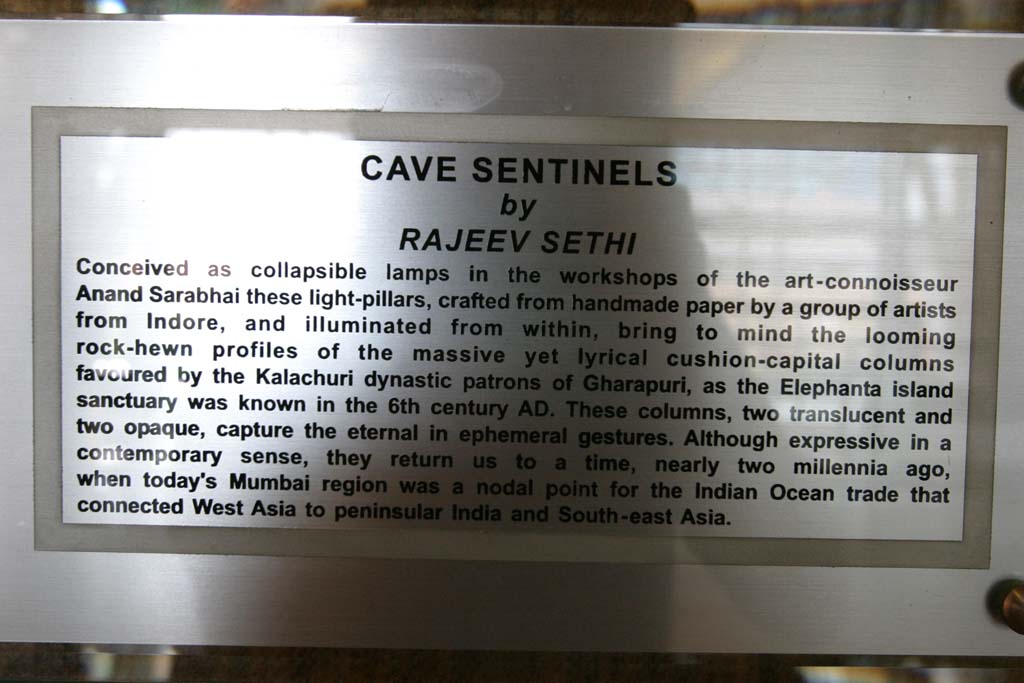 CAVE SENTINELS
by
RAJEEV SETHI
Conceived as collapsible lamps in the workshops of the art-connoisseur
Anand Sarabhai these light-pillars, crafted from handmade paper by a group of artists
from Indore, and illuminated from within, bring to mind the looming
rock-hewn profiles of the massive yet lyrical cushion-capital columns
favoured by the Kalachuri dynastic patrons of Gharapuri, as the Elephanta island
sanctuary was known in the 6th century AD. These columns, two translucent and
two opaque, capture the eternal in ephemeral gestures. Although expressive in a
contemporary sense, they return us to a time, nearly two millennia ago,
when today's Mumbai region was a nodal point for the Indian Ocean trade that
connected West Asia to peninsular India and South-east Asia.